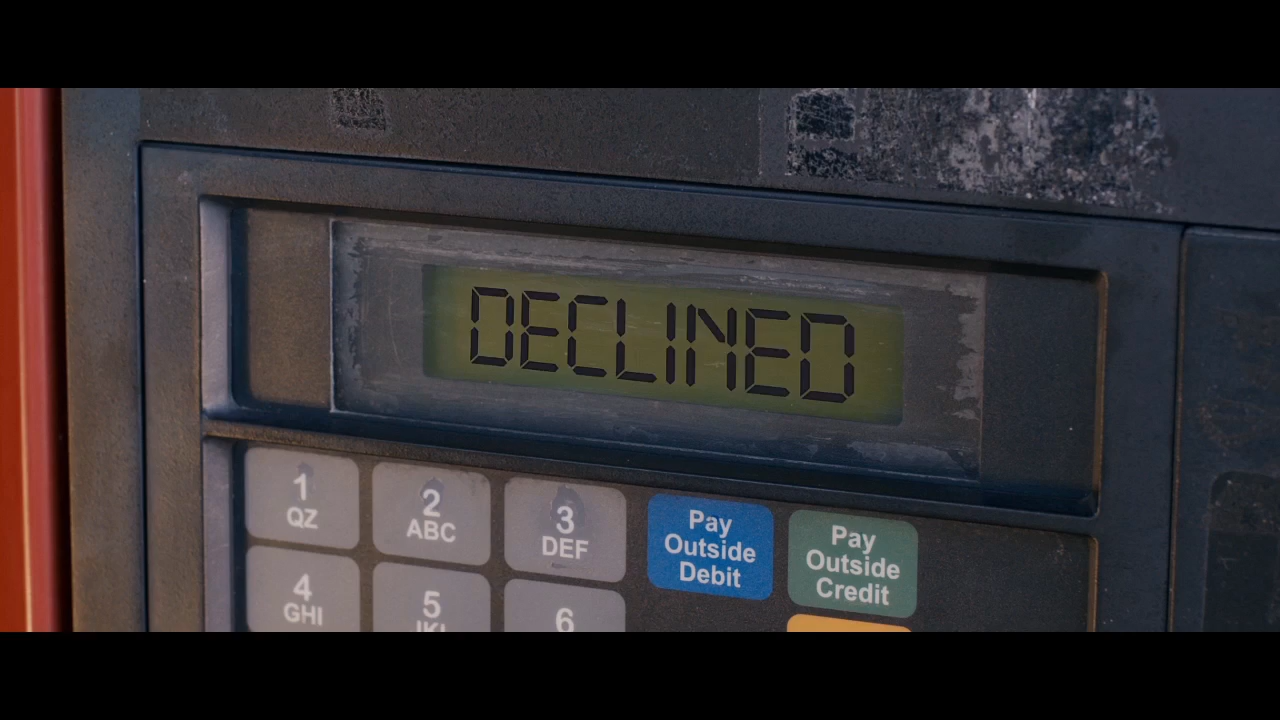 DECLINED
1
QZ
2
ABC
3
DEF
Pay
Outside
Debit
Pay
Outside
Credit
4
GHI
5
6